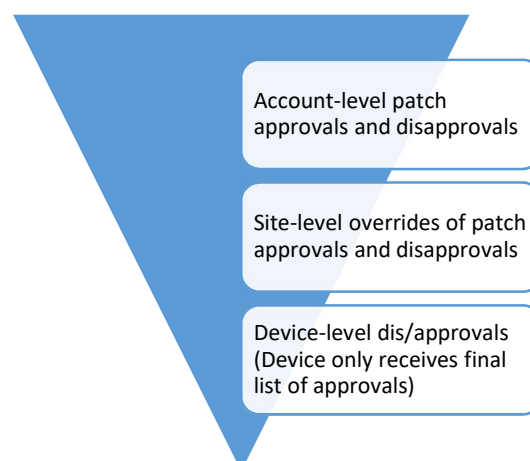 Account-level patch
approvals and disapprovals
Site-level overrides of patch
approvals and disapprovals
Device-level dis/approvals
(Device only receives final
list of approvals)